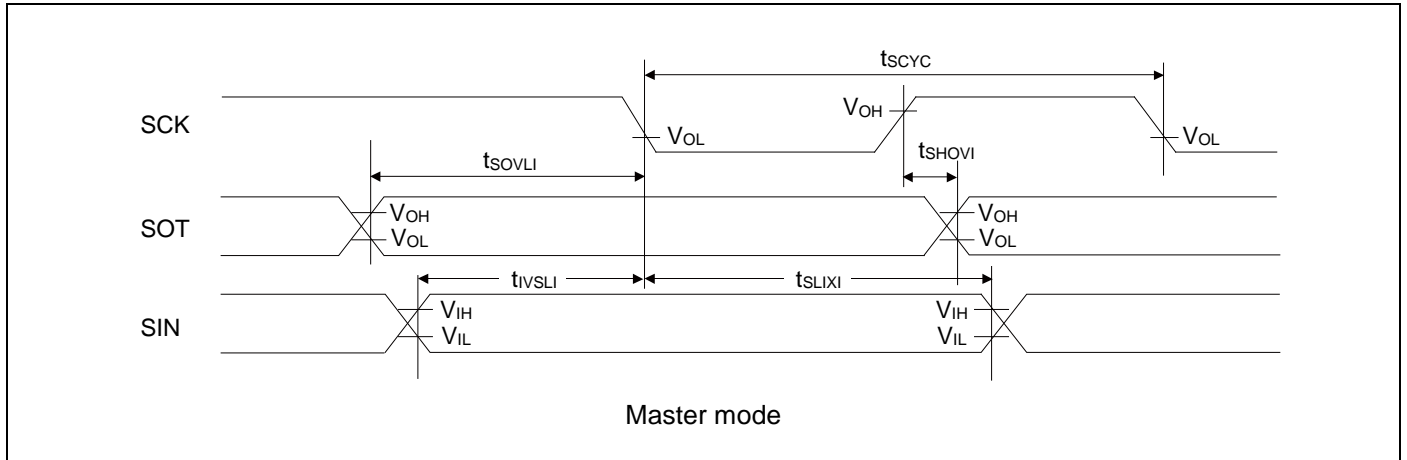 tSCYC
SCK
VOH
VOL
VOL
tSHOVI
tSOVLI
SOT
VOH
VOL
VOH
VOL
tIVSLI
tSLIXI
SIN
VIH
VIL
VIH
VIL
Master mode